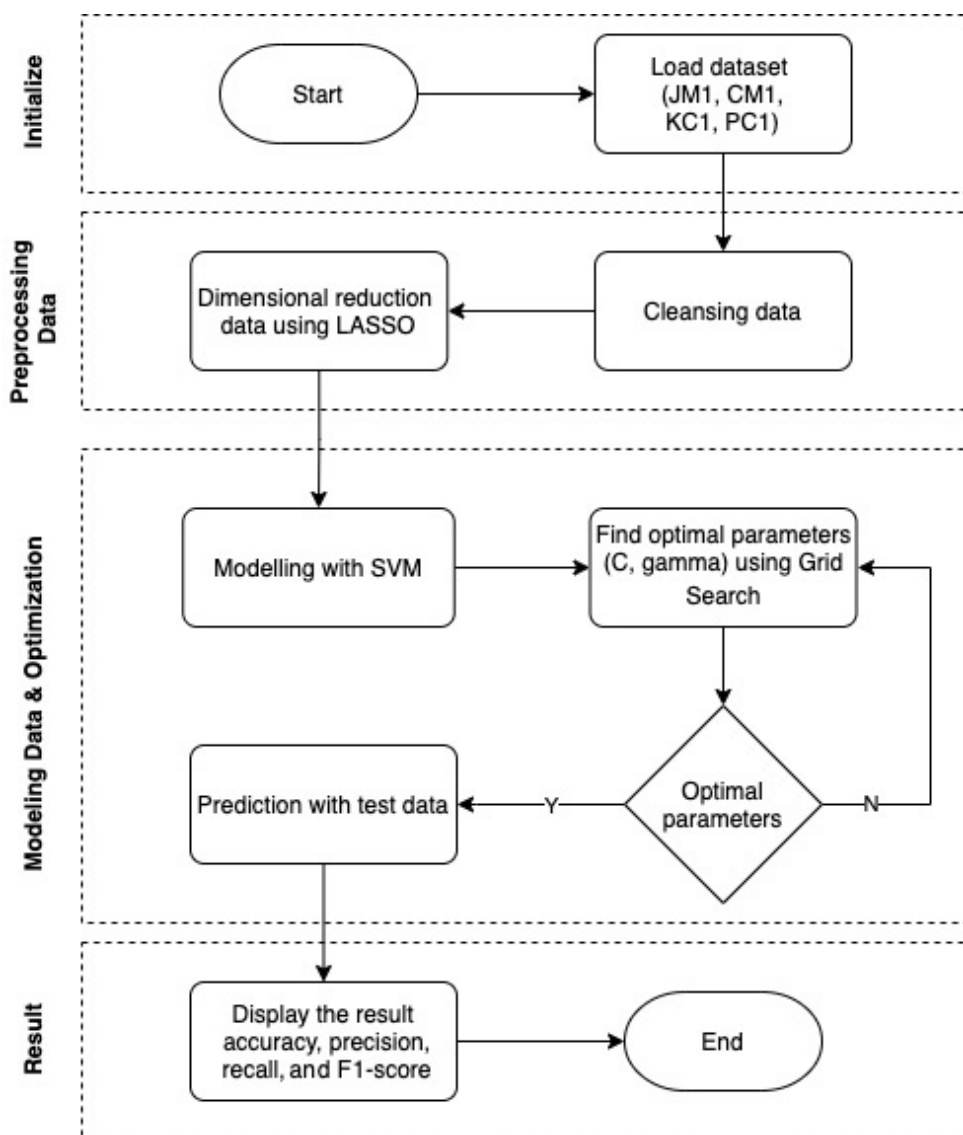 Initialize
Start
Load dataset
(JM1, CM1,
KC1, PC1)
Preprocessing
Data
Dimensional reduction
data using LASSO
Cleansing data
Modeling Data & Optimization
Modelling with SVM
Find optimal parameters
(C, gamma) using Grid
Search
Prediction with test data
Y
Optimal
parameters
N
Result
Display the result
accuracy, precision,
recall, and F1-score
End